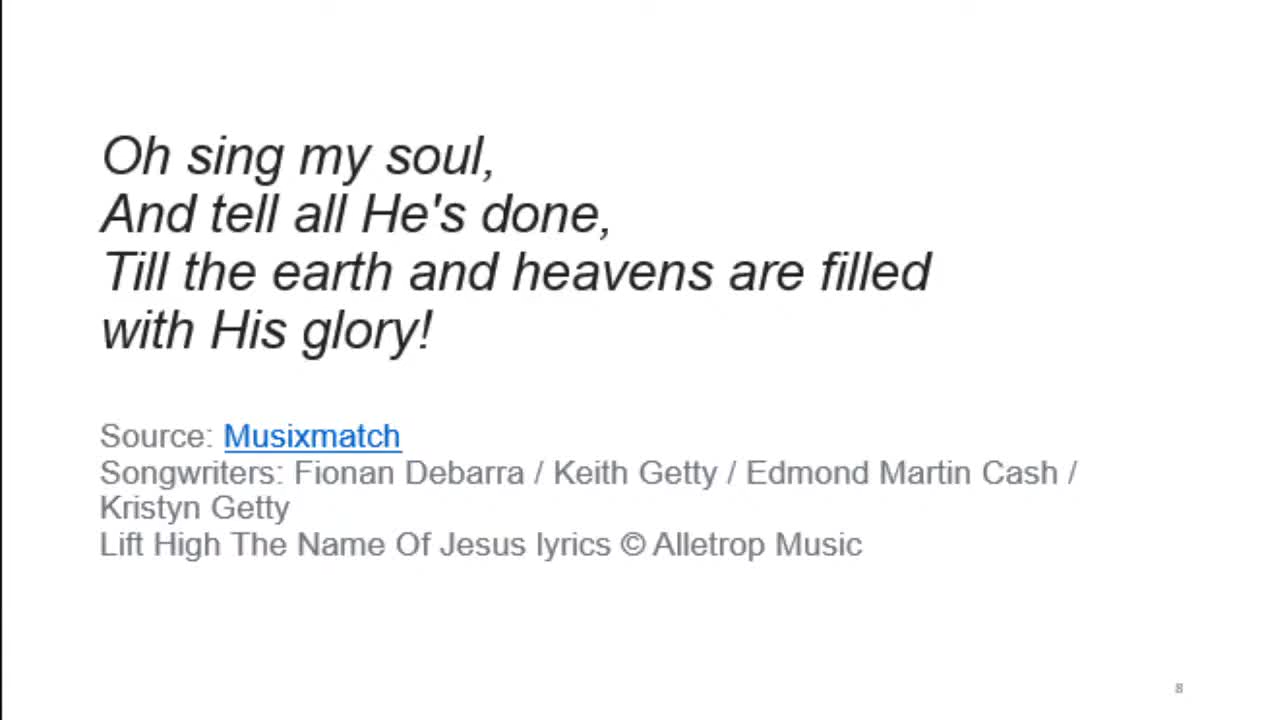 Oh sing my soul,
And tell all He's done,
Till the earth and heavens are filled
with His glory!
Source: Musixmatch
Songwriters: Fionan Debarra / Keith Getty / Edmond Martin Cash /
Kristyn Getty
Lift High The Name Of Jesus lyrics © Alletrop Music
8